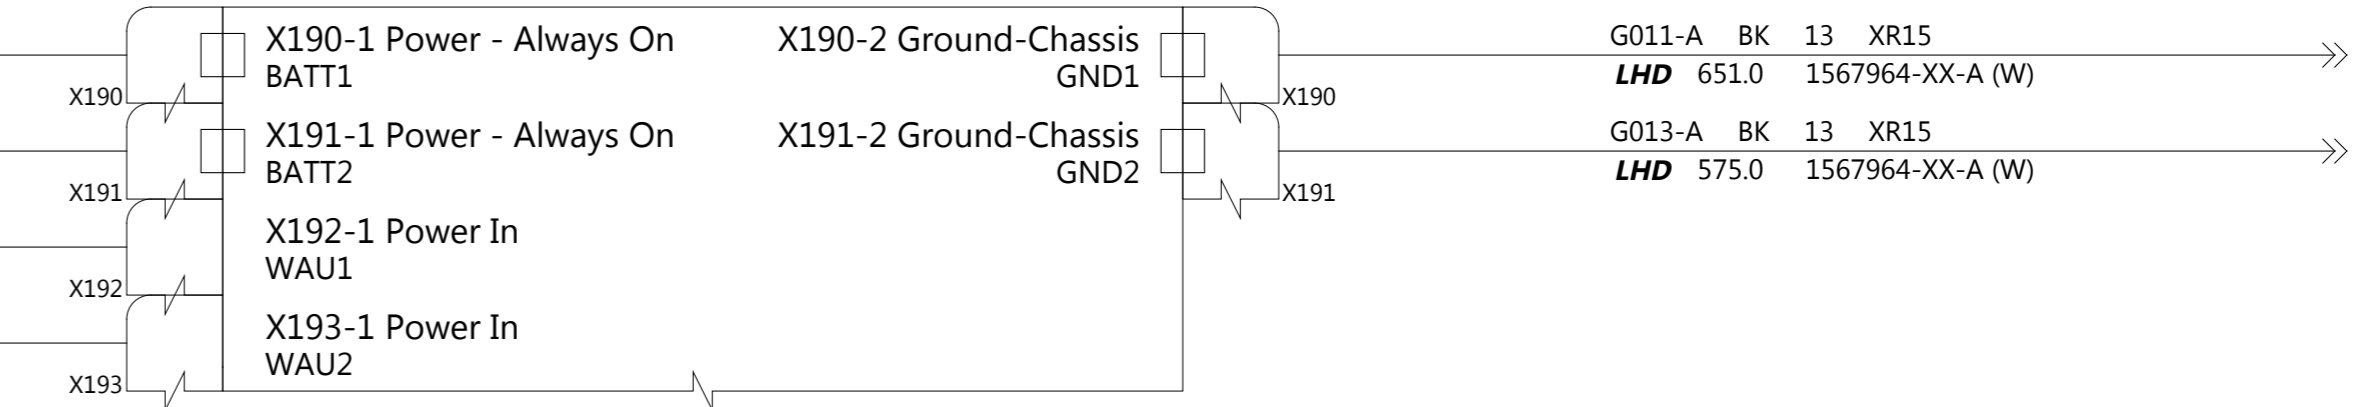 X190-1 Power - Always On
BATT1
X190
X191-1 Power - Always On
BATT2
X191
X192-1 Power In
WAU1
X192
X193-1 Power In
WAU2
X193
X190-2 Ground-Chassis
GND1
X190
X191-2 Ground-Chassis
GND2
X191
G011-A BK 13 XR15
LHD 651.0 1567964-XX-A (W)
G013-A BK 13 XR15
LHD 575.0 1567964-XX-A (W)